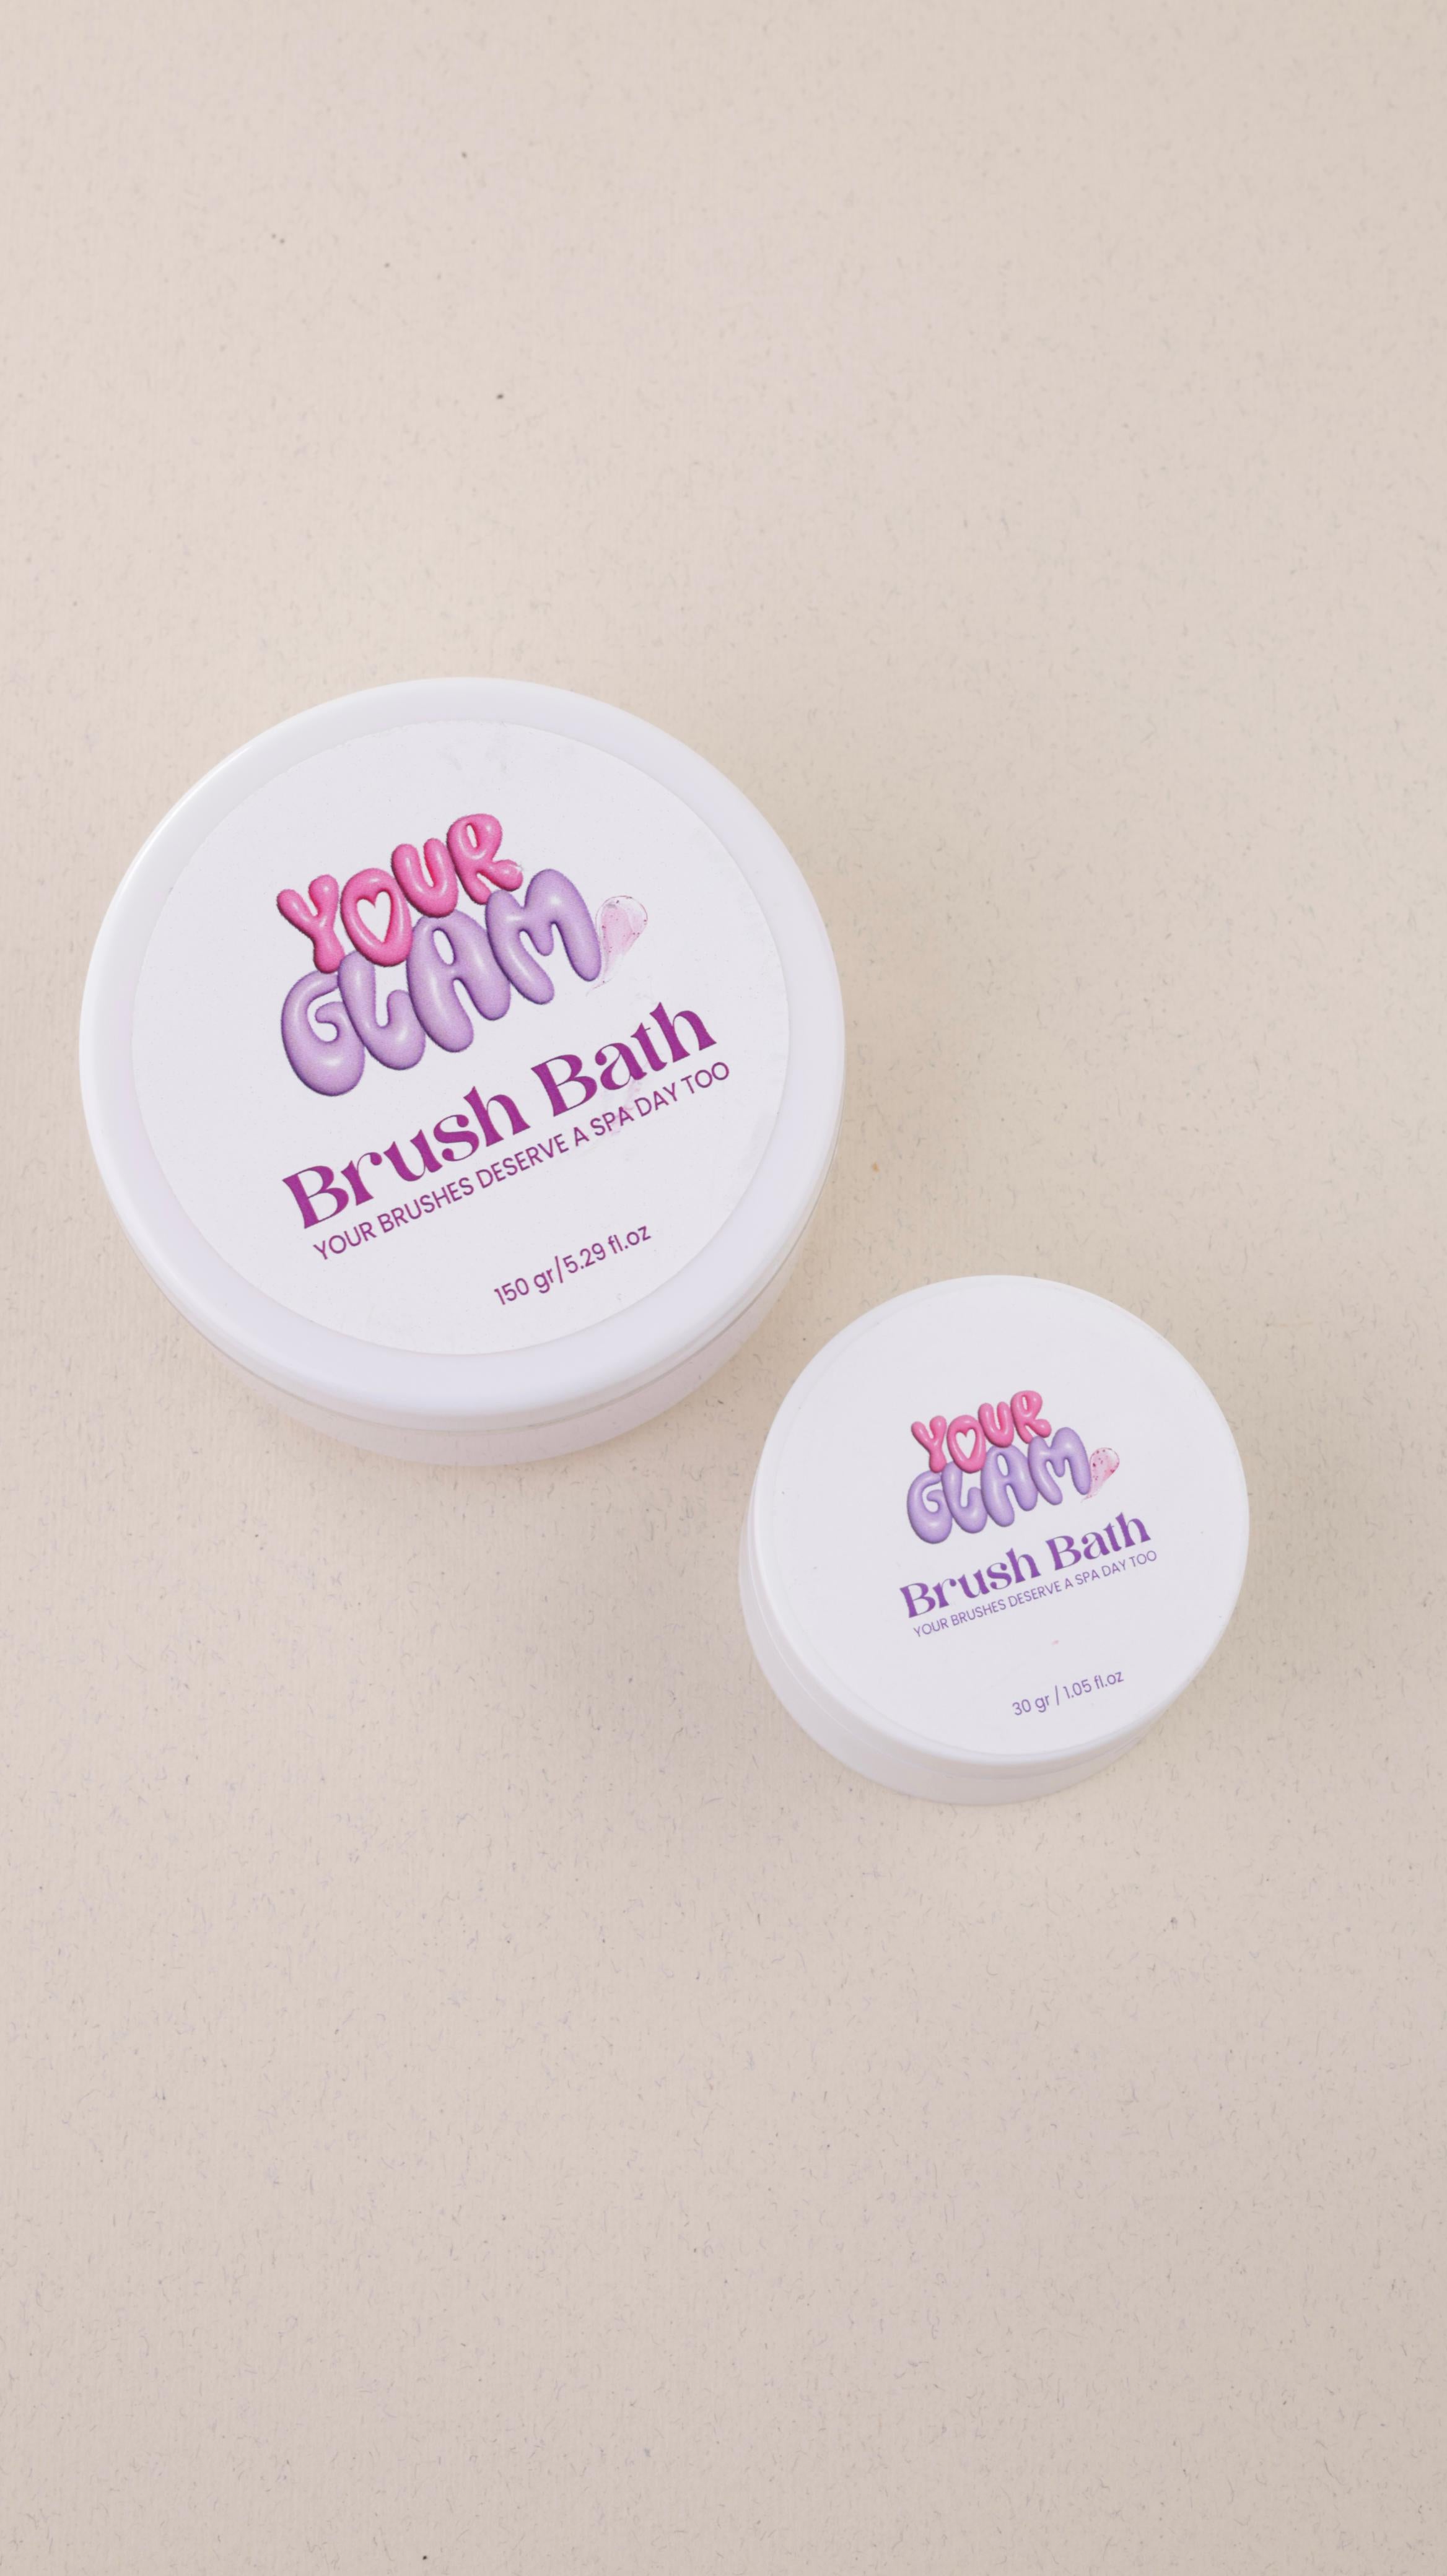 YOUR
GLAM
Brush Bath
YOUR BRUSHES DESERVE A SPA DAY TOO
150 gr/5.29 fl.oz
YOUR
GLAM
Brush Bath
YOUR BRUSHES DESERVE A SPA DAY TOO
30 gr / 1.05 fl.oz